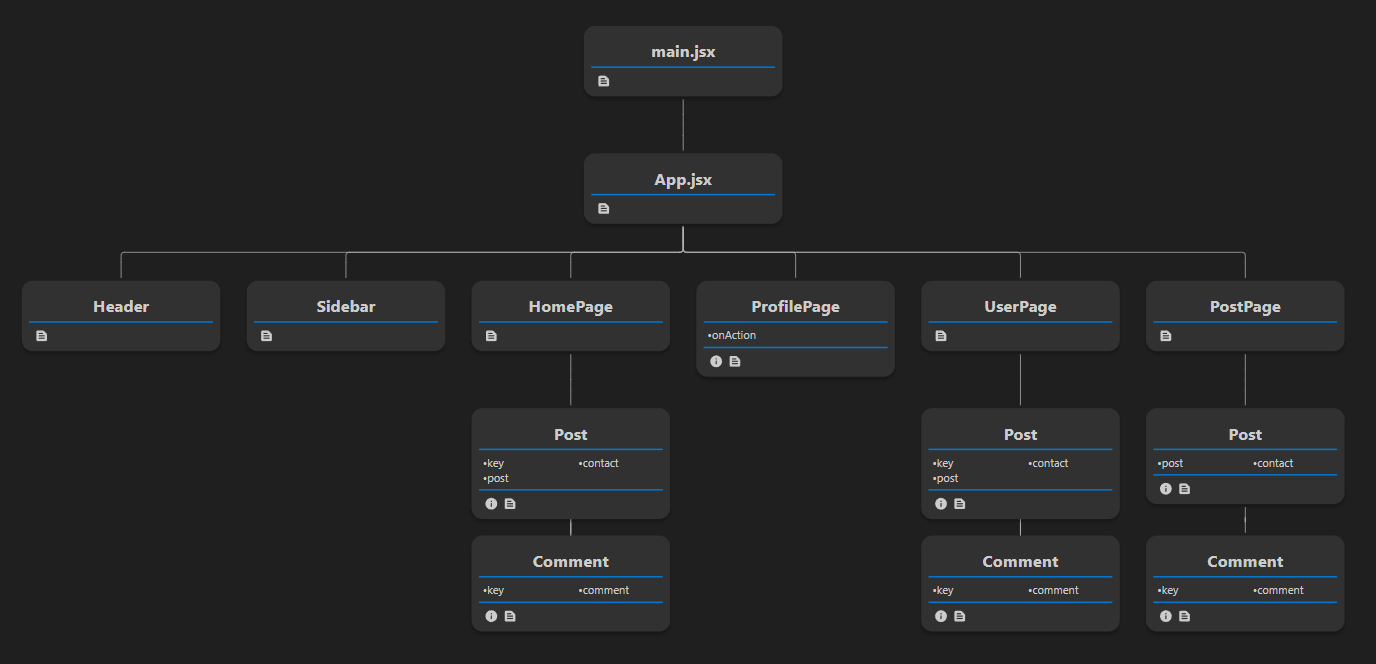 main.jsx
App.jsx
Header
Sidebar
HomePage
ProfilePage
•onAction
UserPage
PostPage
Post
•key •contact
•post
Post
•key •contact
•post
Post
•post •contact
Comment
•key •comment
Comment
•key •comment
Comment
•key •comment